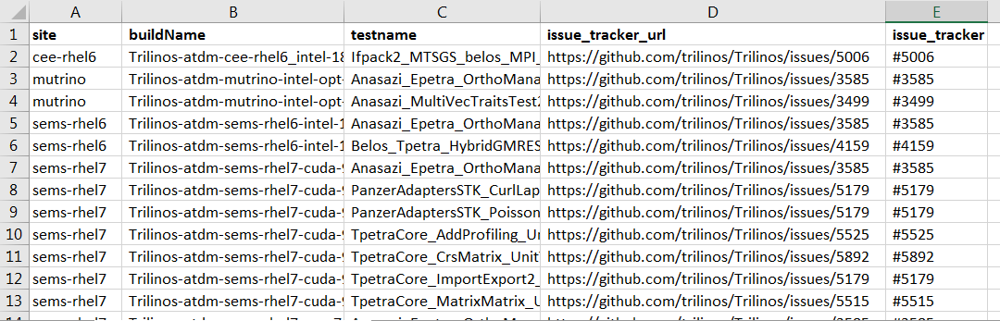 A B C D E
1 site buildName testname issue_tracker_url issue_tracker
2 cee-rhel6 Trilinos-atdm-cee-rhel6_intel-18 Ifpack2_MTSGS_belos_MPI_ https://github.com/trilinos/Trilinos/issues/5006 #5006
3 mutrino Trilinos-atdm-mutrino-intel-opt- Anasazi_Epetra_OrthoMana https://github.com/trilinos/Trilinos/issues/3585 #3585
4 mutrino Trilinos-atdm-mutrino-intel-opt- Anasazi_MultiVecTraitsTest2 https://github.com/trilinos/Trilinos/issues/3499 #3499
5 sems-rhel6 Trilinos-atdm-sems-rhel6-intel-1 Anasazi_Epetra_OrthoMana https://github.com/trilinos/Trilinos/issues/3585 #3585
6 sems-rhel6 Trilinos-atdm-sems-rhel6-intel-1 Belos_Tpetra_HybridGMRES https://github.com/trilinos/Trilinos/issues/4159 #4159
7 sems-rhel7 Trilinos-atdm-sems-rhel7-cuda-9 Anasazi_Epetra_OrthoMana https://github.com/trilinos/Trilinos/issues/3585 #3585
8 sems-rhel7 Trilinos-atdm-sems-rhel7-cuda-9 PanzerAdaptersSTK_CurlLap https://github.com/trilinos/Trilinos/issues/5179 #5179
9 sems-rhel7 Trilinos-atdm-sems-rhel7-cuda-9 PanzerAdaptersSTK_Poisson https://github.com/trilinos/Trilinos/issues/5179 #5179
10 sems-rhel7 Trilinos-atdm-sems-rhel7-cuda-9 TpetraCore_AddProfiling_Un https://github.com/trilinos/Trilinos/issues/5525 #5525
11 sems-rhel7 Trilinos-atdm-sems-rhel7-cuda-9 TpetraCore_CrsMatrix_Unit https://github.com/trilinos/Trilinos/issues/5892 #5892
12 sems-rhel7 Trilinos-atdm-sems-rhel7-cuda-9 TpetraCore_ImportExport2_ https://github.com/trilinos/Trilinos/issues/5179 #5179
13 sems-rhel7 Trilinos-atdm-sems-rhel7-cuda-9 TpetraCore_MatrixMatrix_U https://github.com/trilinos/Trilinos/issues/5515 #5515